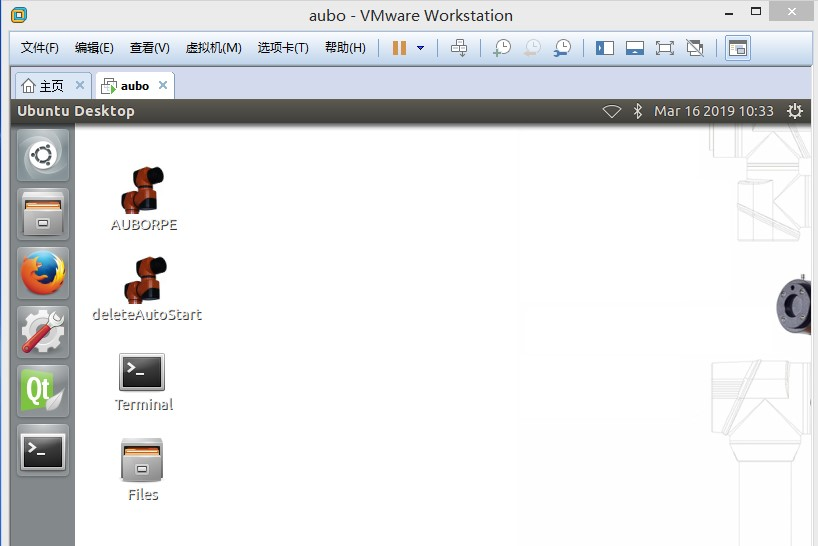 aubo - VMware Workstation
文件(F) 编辑(E) 查看(V) 虚拟机(M) 选项卡(T) 帮助(H)
主页 aubo
Ubuntu Desktop Mar 16 2019 10:33
AUBORPE
deleteAutoStart
Qt
>_
Terminal
>_
Files